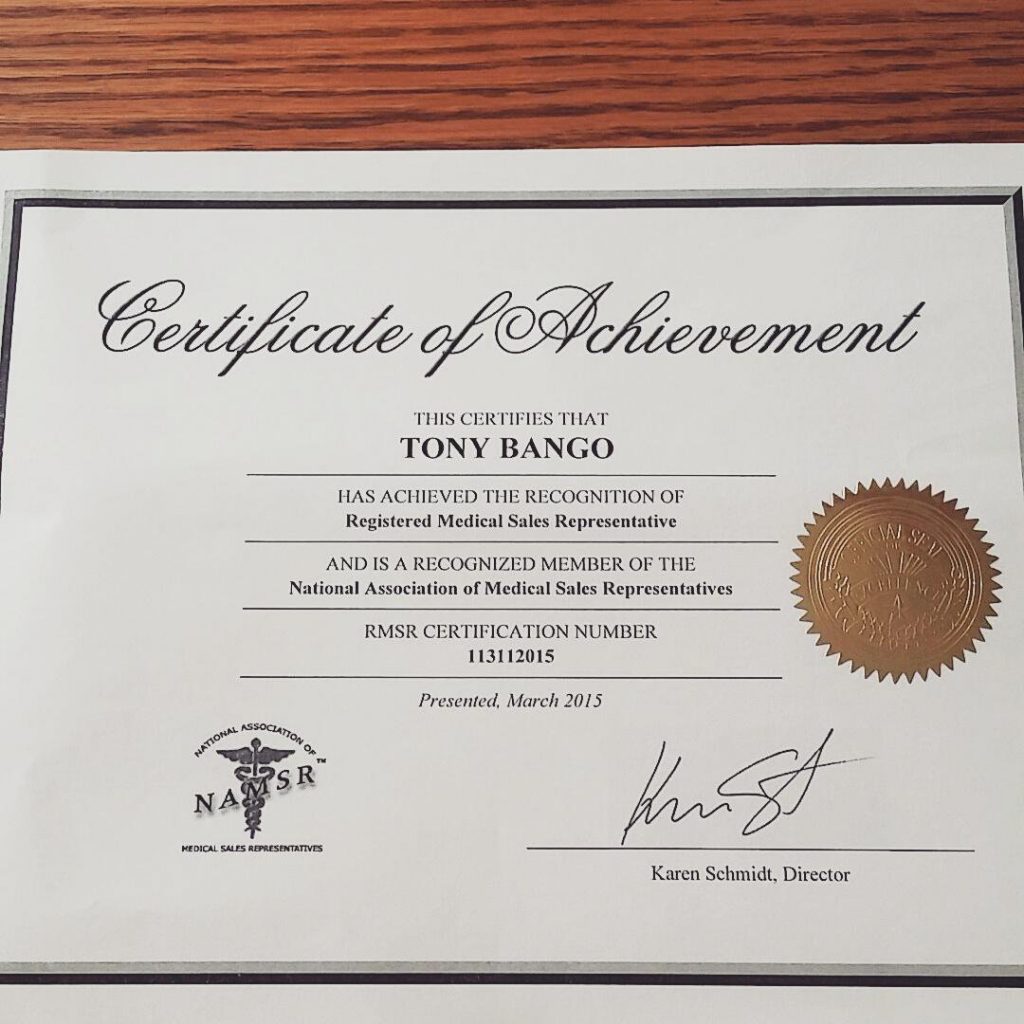 Certificate of Achievement
THIS CERTIFIES THAT
TONY BANGO
HAS ACHIEVED THE RECOGNITION OF
Registered Medical Sales Representative
AND IS A RECOGNIZED MEMBER OF THE
National Association of Medical Sales Representatives
RMSR CERTIFICATION NUMBER
113112015
Presented, March 2015
NATIONAL ASSOCIATION OF
NAMSR™
MEDICAL SALES REPRESENTATIVES
Karen Schmidt, Director